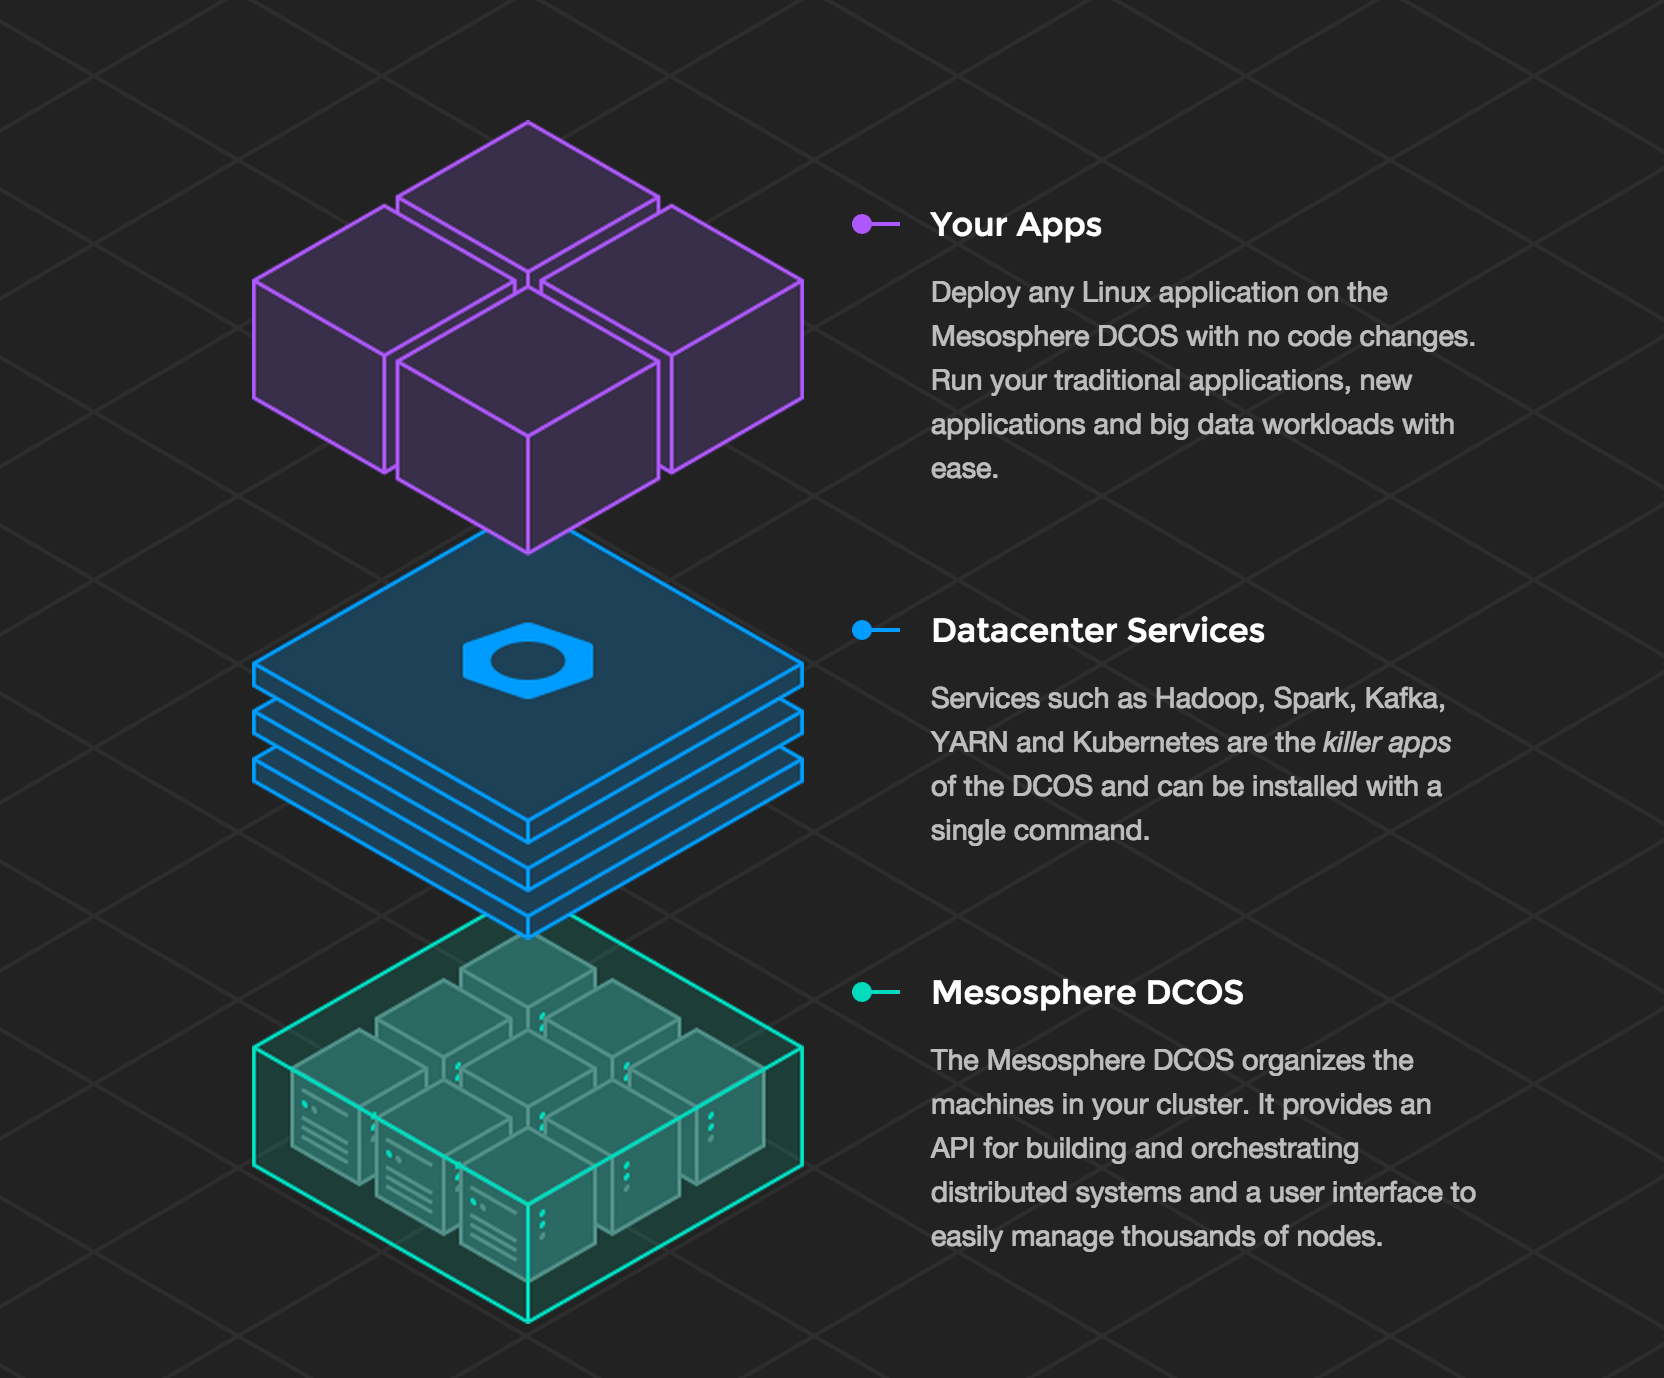 Your Apps
Deploy any Linux application on the
Mesosphere DCOS with no code changes.
Run your traditional applications, new
applications and big data workloads with
ease.
Datacenter Services
Services such as Hadoop, Spark, Kafka,
YARN and Kubernetes are the killer apps
of the DCOS and can be installed with a
single command.
Mesosphere DCOS
The Mesosphere DCOS organizes the
machines in your cluster. It provides an
API for building and orchestrating
distributed systems and a user interface to
easily manage thousands of nodes.